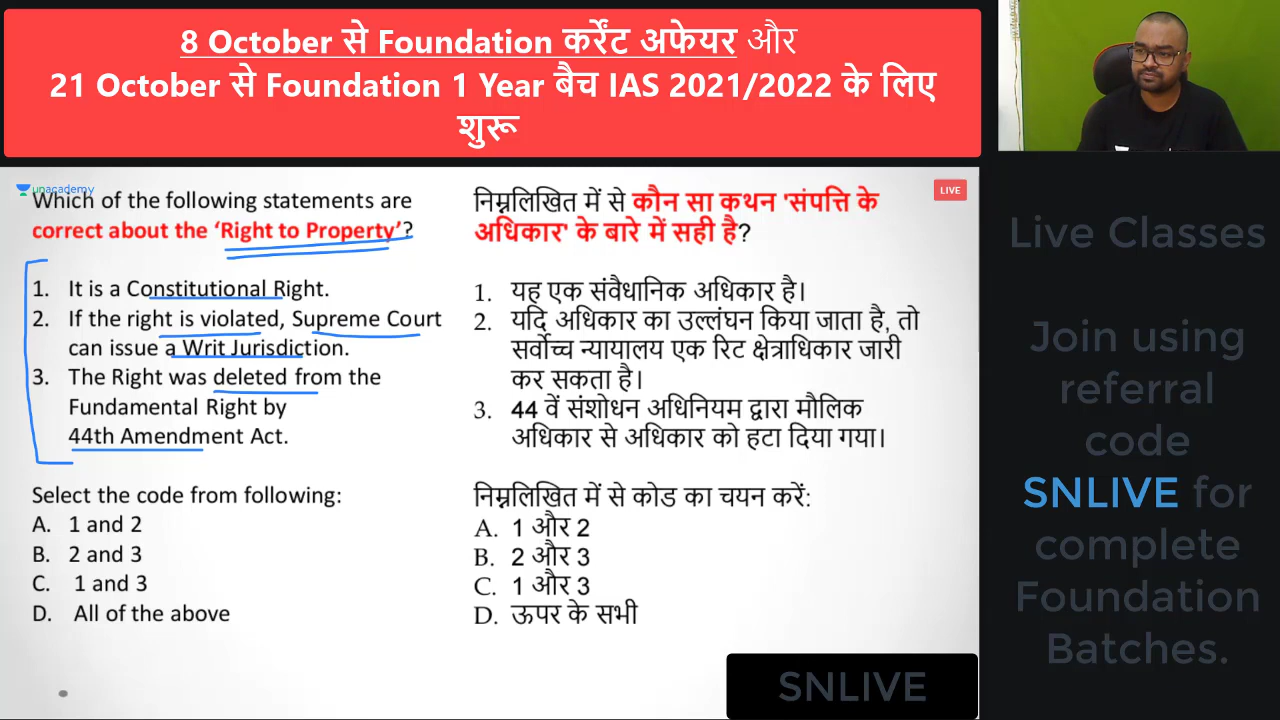 8 October से Foundation करेंट अफेयर और
21 October से Foundation 1 Year बैच IAS 2021/2022 के लिए
शुरू
unacademy
Which of the following statements are
correct about the ‘Right to Property’?
1. It is a Constitutional Right.
2. If the right is violated, Supreme Court
can issue a Writ Jurisdiction.
3. The Right was deleted from the
Fundamental Right by
44th Amendment Act.
Select the code from following:
A. 1 and 2
B. 2 and 3
C. 1 and 3
D. All of the above
LIVE
निम्नलिखित में से कौन सा कथन 'संपत्ति के
अधिकार' के बारे में सही है?
1. यह एक संवैधानिक अधिकार है।
2. यदि अधिकार का उल्लंघन किया जाता है, तो
सर्वोच्च न्यायालय एक रिट क्षेत्राधिकार जारी
कर सकता है।
3. 44 वें संशोधन अधिनियम द्वारा मौलिक
अधिकार से अधिकार को हटा दिया गया।
निम्नलिखित में से कोड का चयन करें:
A. 1 और 2
B. 2 और 3
C. 1 और 3
D. ऊपर के सभी
SNLIVE
Live Classes
Join using
referral
code
SNLIVE for
complete
Foundation
Batches.